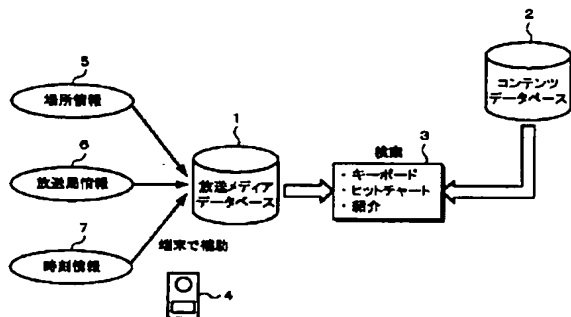 2
コンテンツ
データベース
5
場所情報
1
放送メディア
データベース
3
検索
・キーボード
・ヒットチャート
・紹介
6
放送局情報
7
時刻情報
端末で補助
4